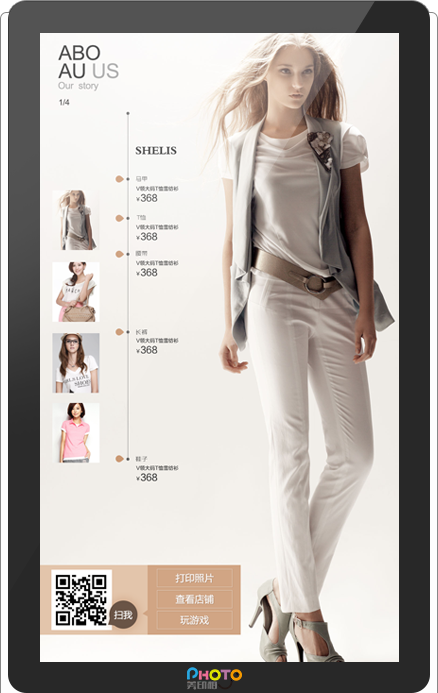 ABO
AU US
Our story
1/4
SHELIS
马甲
V领大码T恤雪纺衫
¥368
T恤
V领大码T恤雪纺衫
¥368
腰带
V领大码T恤雪纺衫
¥368
长裤
V领大码T恤雪纺衫
¥368
鞋子
V领大码T恤雪纺衫
¥368
扫我
打印照片
查看店铺
玩游戏
PHOTO
美印相